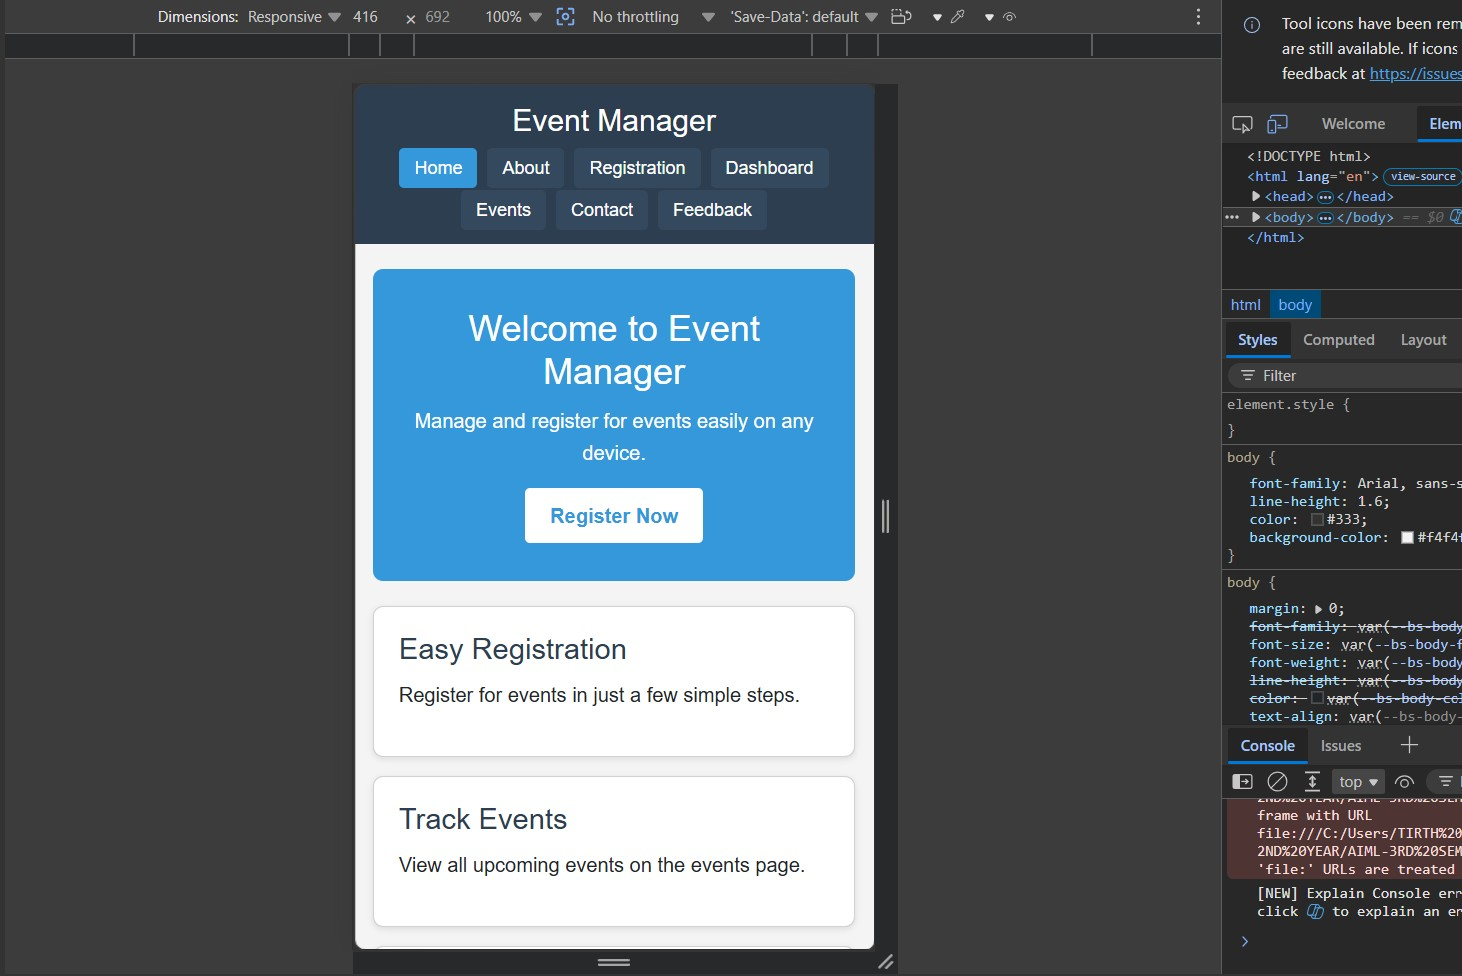 Dimensions: Responsive 416 × 692 100% No throttling 'Save-Data': default
Event Manager
Home About Registration Dashboard
Events Contact Feedback
Welcome to Event
Manager
Manage and register for events easily on any
device.
Register Now
Easy Registration
Register for events in just a few simple steps.
Track Events
View all upcoming events on the events page.
Tool icons have been rem
are still available. If icons
feedback at https://issues
Welcome Elem
<!DOCTYPE html>
<html lang="en"> view-source
<head> ••• </head>
••• <body> ••• </body> == $0
</html>
html body
Styles Computed Layout
Filter
element.style {
}
body {
font-family: Arial, sans-s
line-height: 1.6;
color: #333;
background-color: #f4f4f
}
body {
margin: 0;
font-family: var(--bs-body
font-size: var(--bs-body-f
font-weight: var(--bs-body
line-height: var(--bs-body
color: var(--bs-body-col
text-align: var(--bs-body-
Console Issues
top
2ND%20YEAR/AIML-3RD%20SEM
frame with URL
file:///C:/Users/TIRTH%20
2ND%20YEAR/AIML-3RD%20SEM
'file:' URLs are treated
[NEW] Explain Console err
click to explain an er